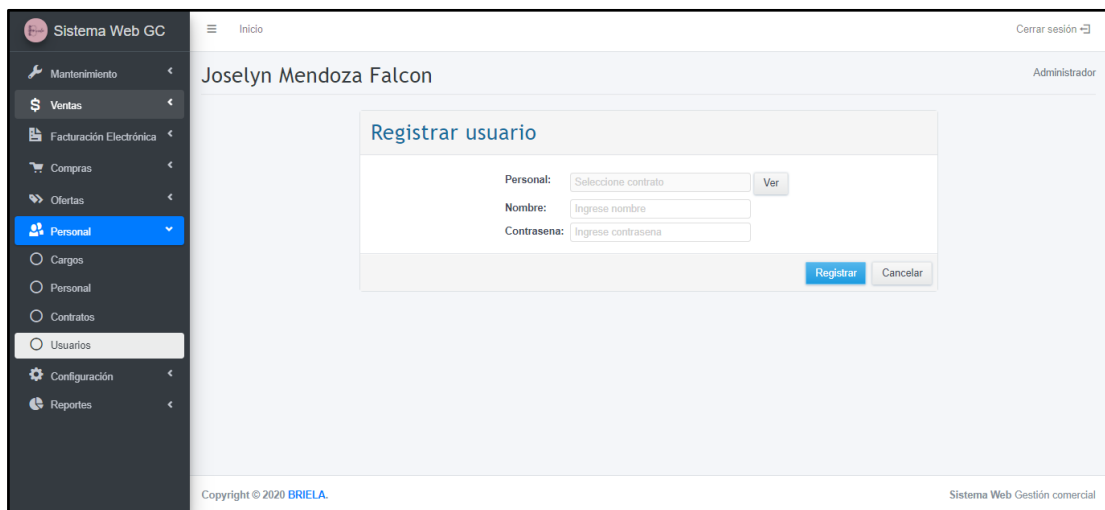 Sistema Web GC
Inicio
Cerrar sesión
Mantenimiento
Ventas
Facturación Electrónica
Compras
Ofertas
Personal
Cargos
Personal
Contratos
Usuarios
Configuración
Reportes
Joselyn Mendoza Falcon
Administrador
Registrar usuario
Personal: Seleccione contrato Ver
Nombre: Ingrese nombre
Contrasena: Ingrese contrasena
Registrar Cancelar
Copyright © 2020 BRIELA.
Sistema Web Gestión comercial